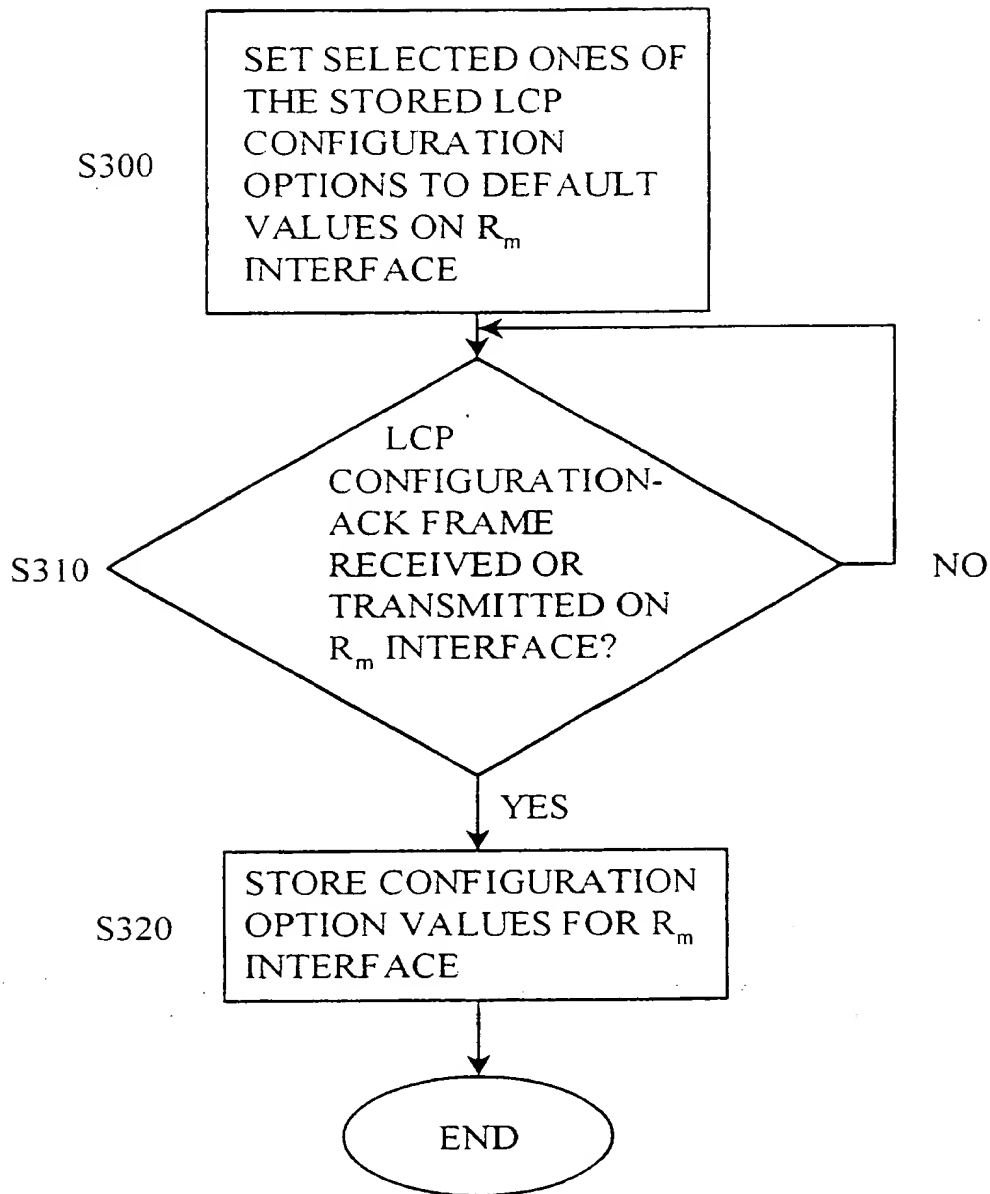 SET SELECTED ONES OF
THE STORED LCP
CONFIGURATION
OPTIONS TO DEFAULT
VALUES ON Rm
INTERFACE
S300
LCP
CONFIGURATION-
ACK FRAME
RECEIVED OR
TRANSMITTED ON
Rm INTERFACE?
S310
NO
YES
STORE CONFIGURATION
OPTION VALUES FOR Rm
INTERFACE
S320
END